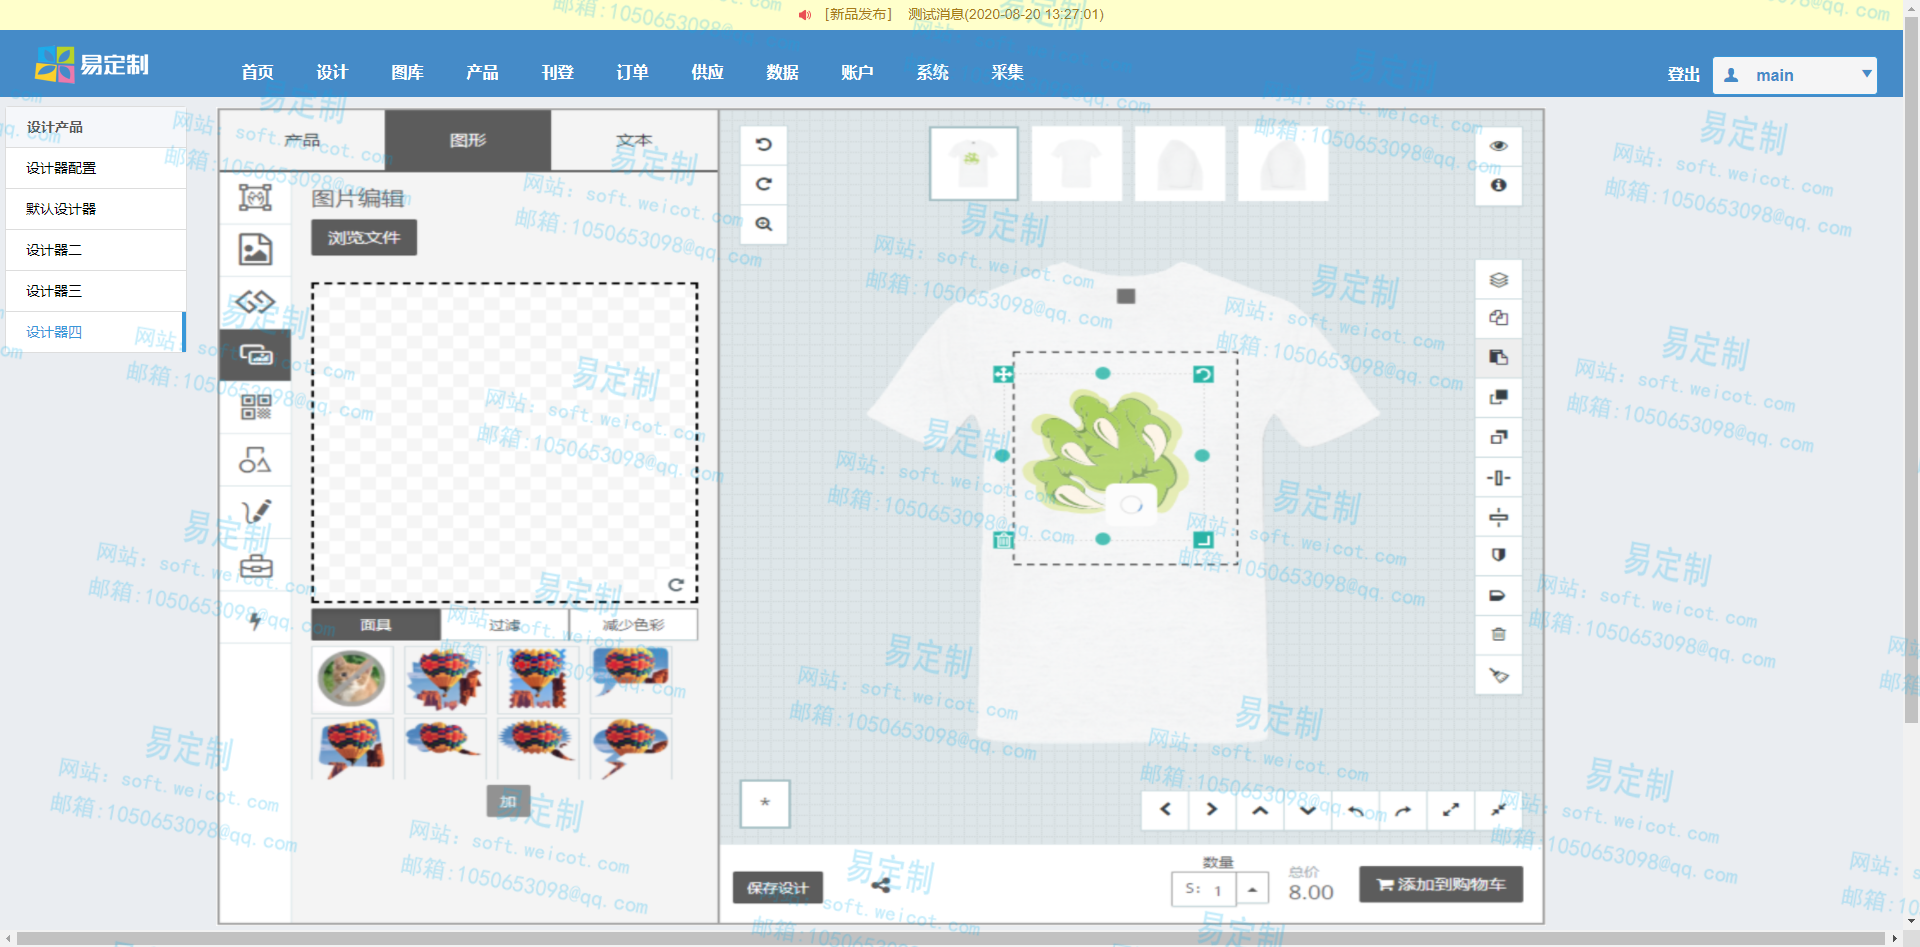 [新品发布] 测试消息(2020-08-20 13:27:01)
易定制
首页 设计 图库 产品 刊登 订单 供应 数据 账户 系统 采集
登出 main
设计产品
设计器配置
默认设计器
设计器二
设计器三
设计器四
产品 图形 文本
图片编辑
浏览文件
面具 过滤 减少色彩
加
*
保存设计
数量
S: 1
总价
8.00
添加到购物车
易定制
网站: soft.weicot.com
邮箱:1050653098@qq.com